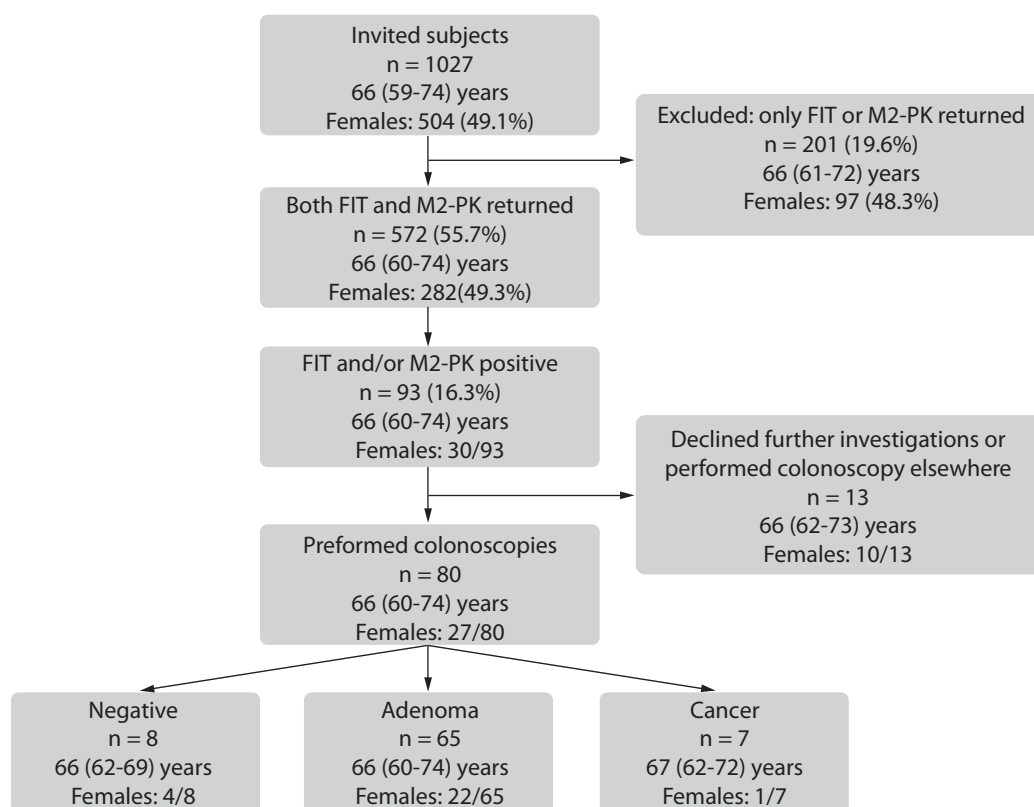 Invited subjects
n = 1027
66 (59-74) years
Females: 504 (49.1%)
Excluded: only FIT or M2-PK returned
n = 201 (19.6%)
66 (61-72) years
Females: 97 (48.3%)
Both FIT and M2-PK returned
n = 572 (55.7%)
66 (60-74) years
Females: 282(49.3%)
FIT and/or M2-PK positive
n = 93 (16.3%)
66 (60-74) years
Females: 30/93
Declined further investigations or
performed colonoscopy elsewhere
n = 13
66 (62-73) years
Females: 10/13
Preformed colonoscopies
n = 80
66 (60-74) years
Females: 27/80
Negative
n = 8
66 (62-69) years
Females: 4/8
Adenoma
n = 65
66 (60-74) years
Females: 22/65
Cancer
n = 7
67 (62-72) years
Females: 1/7